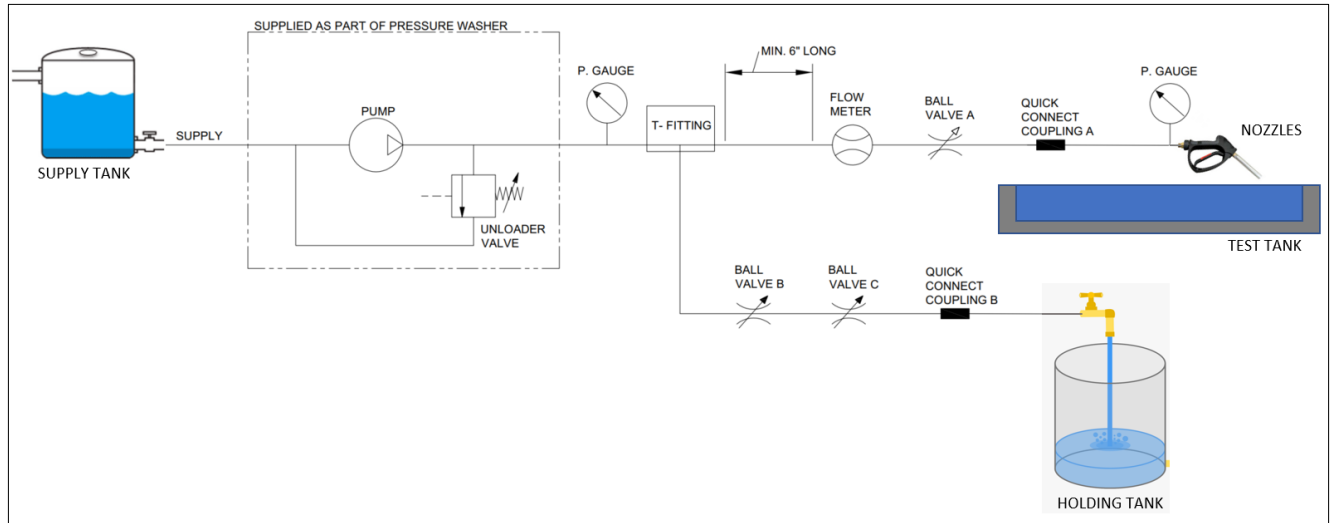 SUPPLIED AS PART OF PRESSURE WASHER
MIN. 6" LONG
P. GAUGE
P. GAUGE
PUMP
T- FITTING
FLOW
METER
BALL
VALVE A
QUICK
CONNECT
COUPLING A
NOZZLES
SUPPLY
SUPPLY TANK
UNLOADER
VALVE
TEST TANK
BALL
VALVE B
BALL
VALVE C
QUICK
CONNECT
COUPLING B
HOLDING TANK